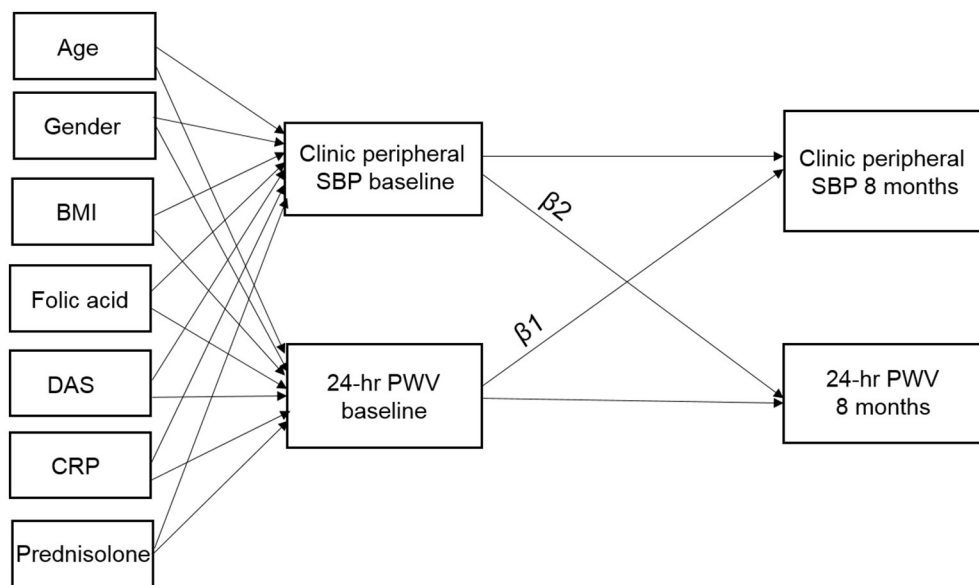 Age
Gender
BMI
Folic acid
DAS
CRP
Prednisolone
Clinic peripheral
SBP baseline
24-hr PWV
baseline
β2
β1
Clinic peripheral
SBP 8 months
24-hr PWV
8 months